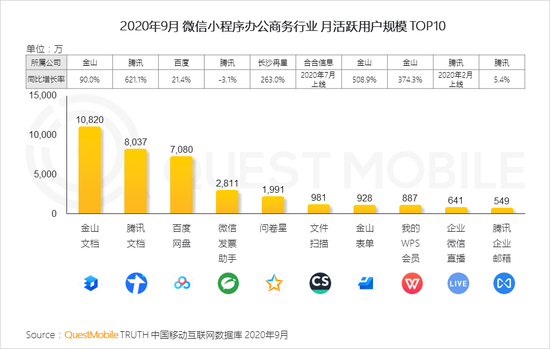 2020年9月 微信小程序办公商务行业 月活跃用户规模 TOP10
单位：万
所属公司 金山 腾讯 百度 腾讯 长沙冉星 合合信息 金山 金山 腾讯 腾讯
同比增长率 90.0% 621.1% 21.4% -3.1% 263.0% 2020年7月上线 508.9% 374.3% 2020年2月上线 5.4%
15,000
10,000
5,000
0
10,820 8,037 7,080 2,811 1,991 981 928 887 641 549
QUEST MOBILE
金山 腾讯 百度 微信 问卷星 文件 金山 我的 企业 腾讯
文档 文档 网盘 发票 扫描 表单 WPS 微信 企业
助手 会员 直播 邮箱
CS W LIVE
Source：QuestMobile TRUTH 中国移动互联网数据库 2020年9月